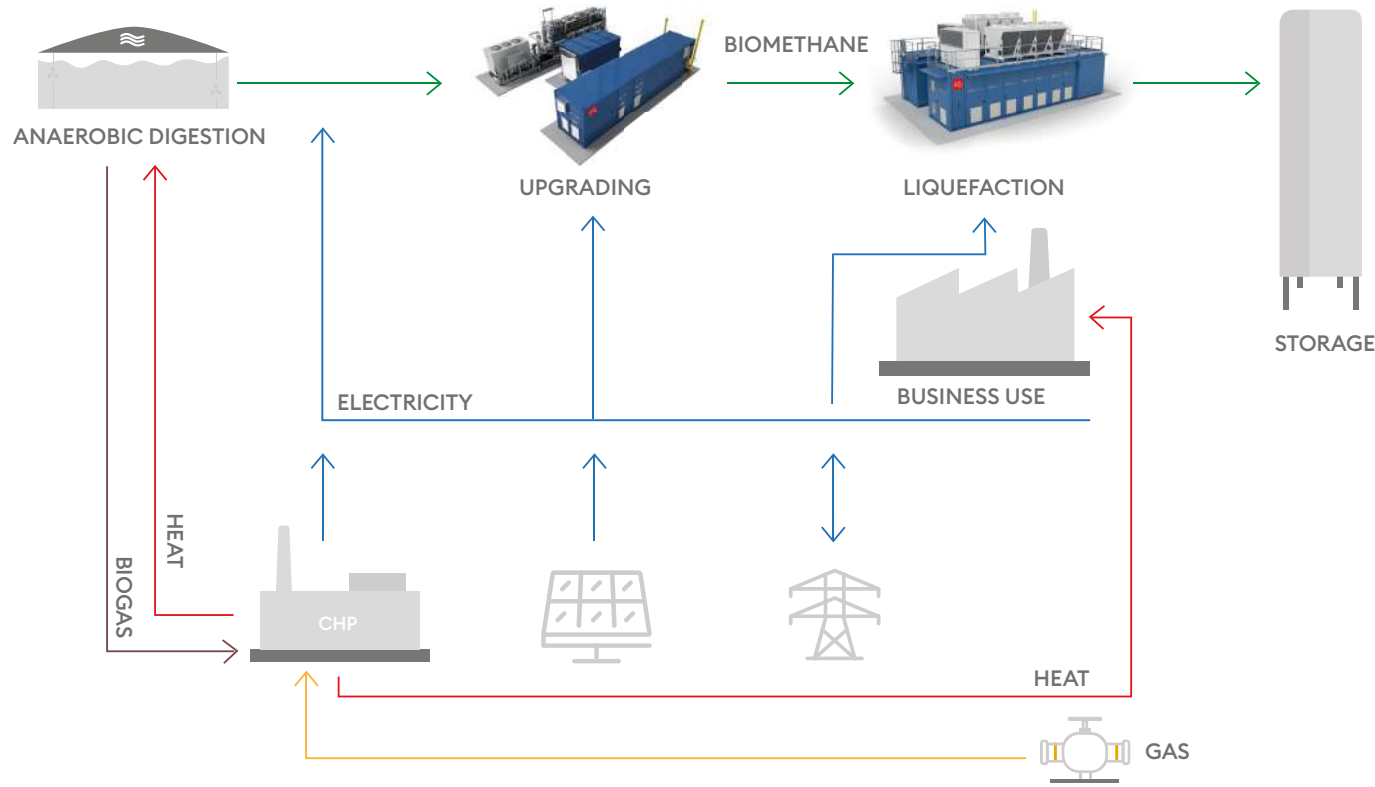 BIOMETHANE
ANAEROBIC DIGESTION
UPGRADING
LIQUEFACTION
STORAGE
ELECTRICITY
BUSINESS USE
HEAT
BIOGAS
CHP
HEAT
GAS